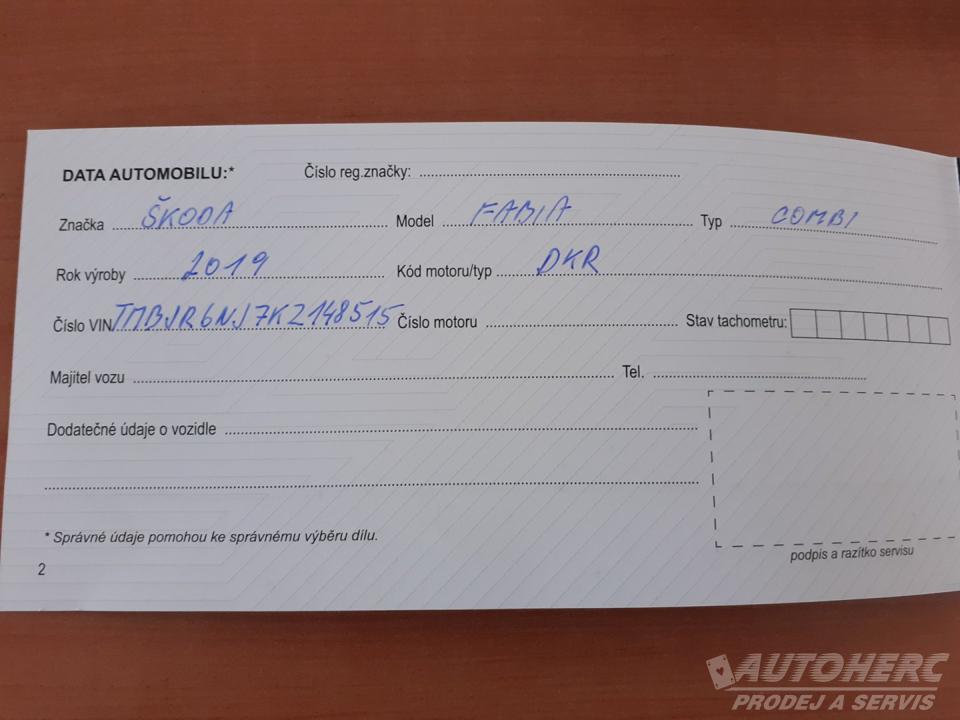 DATA AUTOMOBILU:* Číslo reg.značky:
Značka ŠKODA Model FABIA Typ COMBI
Rok výroby 2019 Kód motoru/typ DKR
Číslo VIN TMBJR6NJ7KZ148515 Číslo motoru Stav tachometru:
Majitel vozu Tel.
Dodatečné údaje o vozidle
* Správné údaje pomohou ke správnému výběru dílu.
podpis a razítko servisu
2
AUTOHERC
PRODEJ A SERVIS